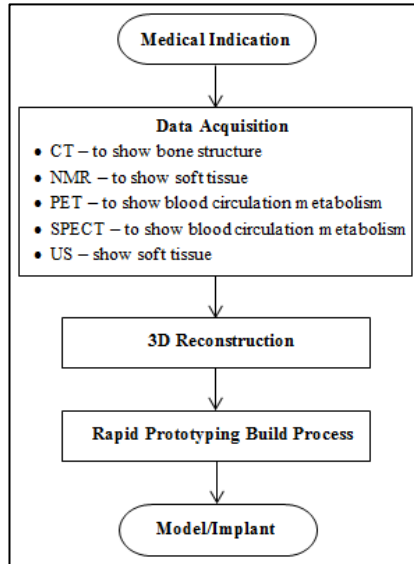 Medical Indication
Data Acquisition
• CT – to show bone structure
• NMR – to show soft tissue
• PET – to show blood circulation metabolism
• SPECT – to show blood circulation metabolism
• US – show soft tissue
3D Reconstruction
Rapid Prototyping Build Process
Model/Implant